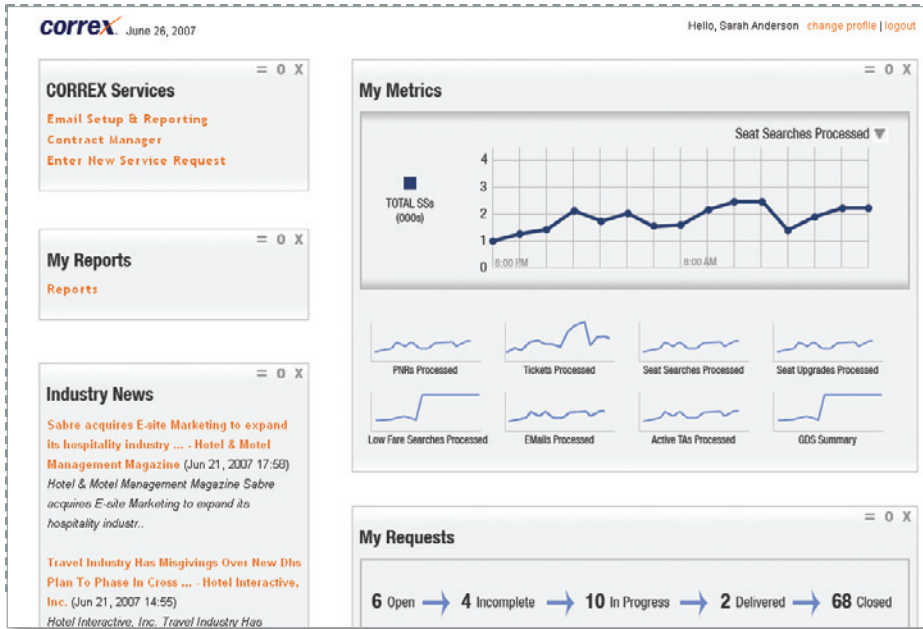 correx. June 26, 2007
Hello, Sarah Anderson change profile | logout
= O X
CORREX Services
Email Setup & Reporting
Contract Manager
Enter New Service Request
= O X
My Reports
Reports
= O X
Industry News
Sabre acquires E-site Marketing to expand
its hospitality industry ... - Hotel & Motel
Management Magazine (Jun 21, 2007 17:58)
Hotel & Motel Management Magazine Sabre
acquires E-site Marketing to expand its
hospitality industr..
Travel Industry Has Misgivings Over New Dhs
Plan To Phase In Cross ... - Hotel Interactive,
Inc. (Jun 21, 2007 14:55)
Hotel Interactive, Inc. Travel Industry Has
= O X
My Metrics
Seat Searches Processed
TOTAL SSs
(000s)
4
3
2
1
0
8:00 PM 8:00 AM
PNRs Processed Tickets Processed Seat Searches Processed Seat Upgrades Processed
Low Fare Searches Processed EMails Processed Active TAs Processed GDS Summary
= O X
My Requests
6 Open 4 Incomplete 10 In Progress 2 Delivered 68 Closed